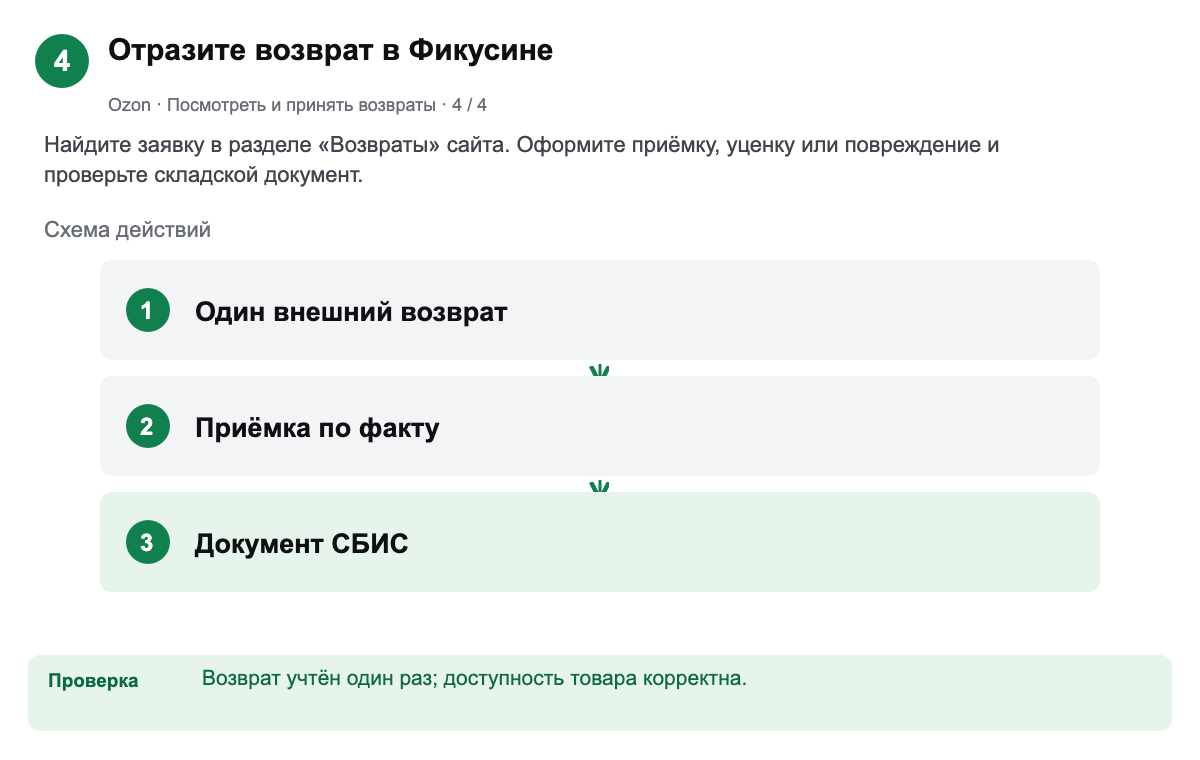 4
Отразите возврат в Фикусине
Ozon · Посмотреть и принять возвраты · 4 / 4
Найдите заявку в разделе «Возвраты» сайта. Оформите приёмку, уценку или повреждение и
проверьте складской документ.
Схема действий
1 Один внешний возврат
2 Приёмка по факту
3 Документ СБИС
Проверка Возврат учтён один раз; доступность товара корректна.